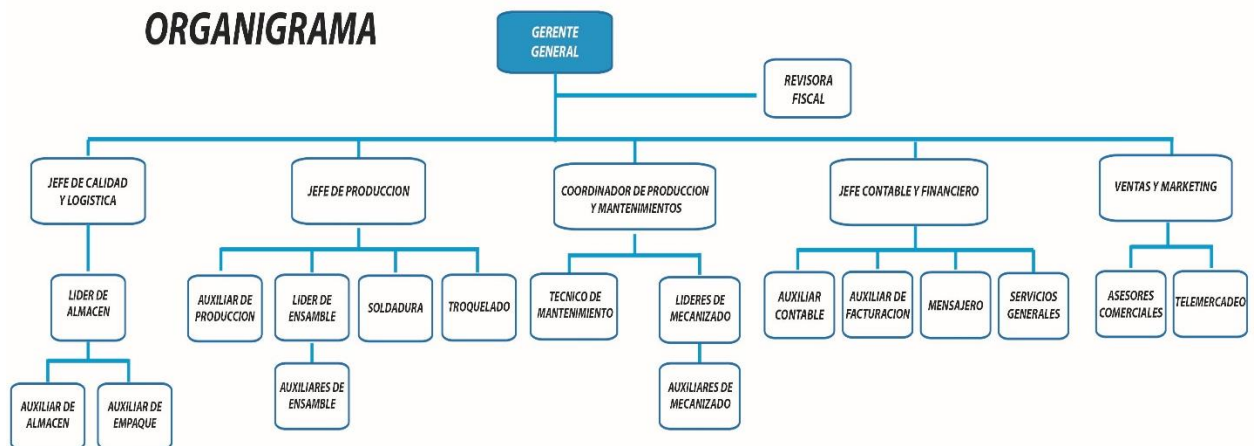 ORGANIGRAMA
GERENTE
GENERAL
REVISORA
FISCAL
JEFE DE CALIDAD
Y LOGISTICA
JEFE DE PRODUCCION
COORDINADOR DE PRODUCCION
Y MANTENIMIENTOS
JEFE CONTABLE Y FINANCIERO
VENTAS Y MARKETING
LIDER DE
ALMACEN
AUXILIAR DE
PRODUCCION
LIDER DE
ENSAMBLE
SOLDADURA
TROQUELADO
TECNICO DE
MANTENIMIENTO
LIDERES DE
MECANIZADO
AUXILIAR
CONTABLE
AUXILIAR DE
FACTURACION
MENSAJERO
SERVICIOS
GENERALES
ASESORES
COMERCIALES
TELEMERCADEO
AUXILIAR DE
ALMACEN
AUXILIAR DE
EMPAQUE
AUXILIARES DE
ENSAMBLE
AUXILIARES DE
MECANIZADO